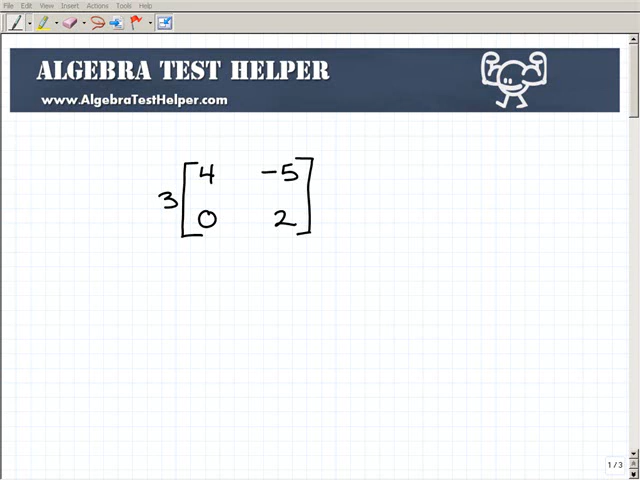 File Edit View Insert Actions Tools Help
ALGEBRA TEST HELPER
www.AlgebraTestHelper.com
4 -5
3
0 2
1 / 3